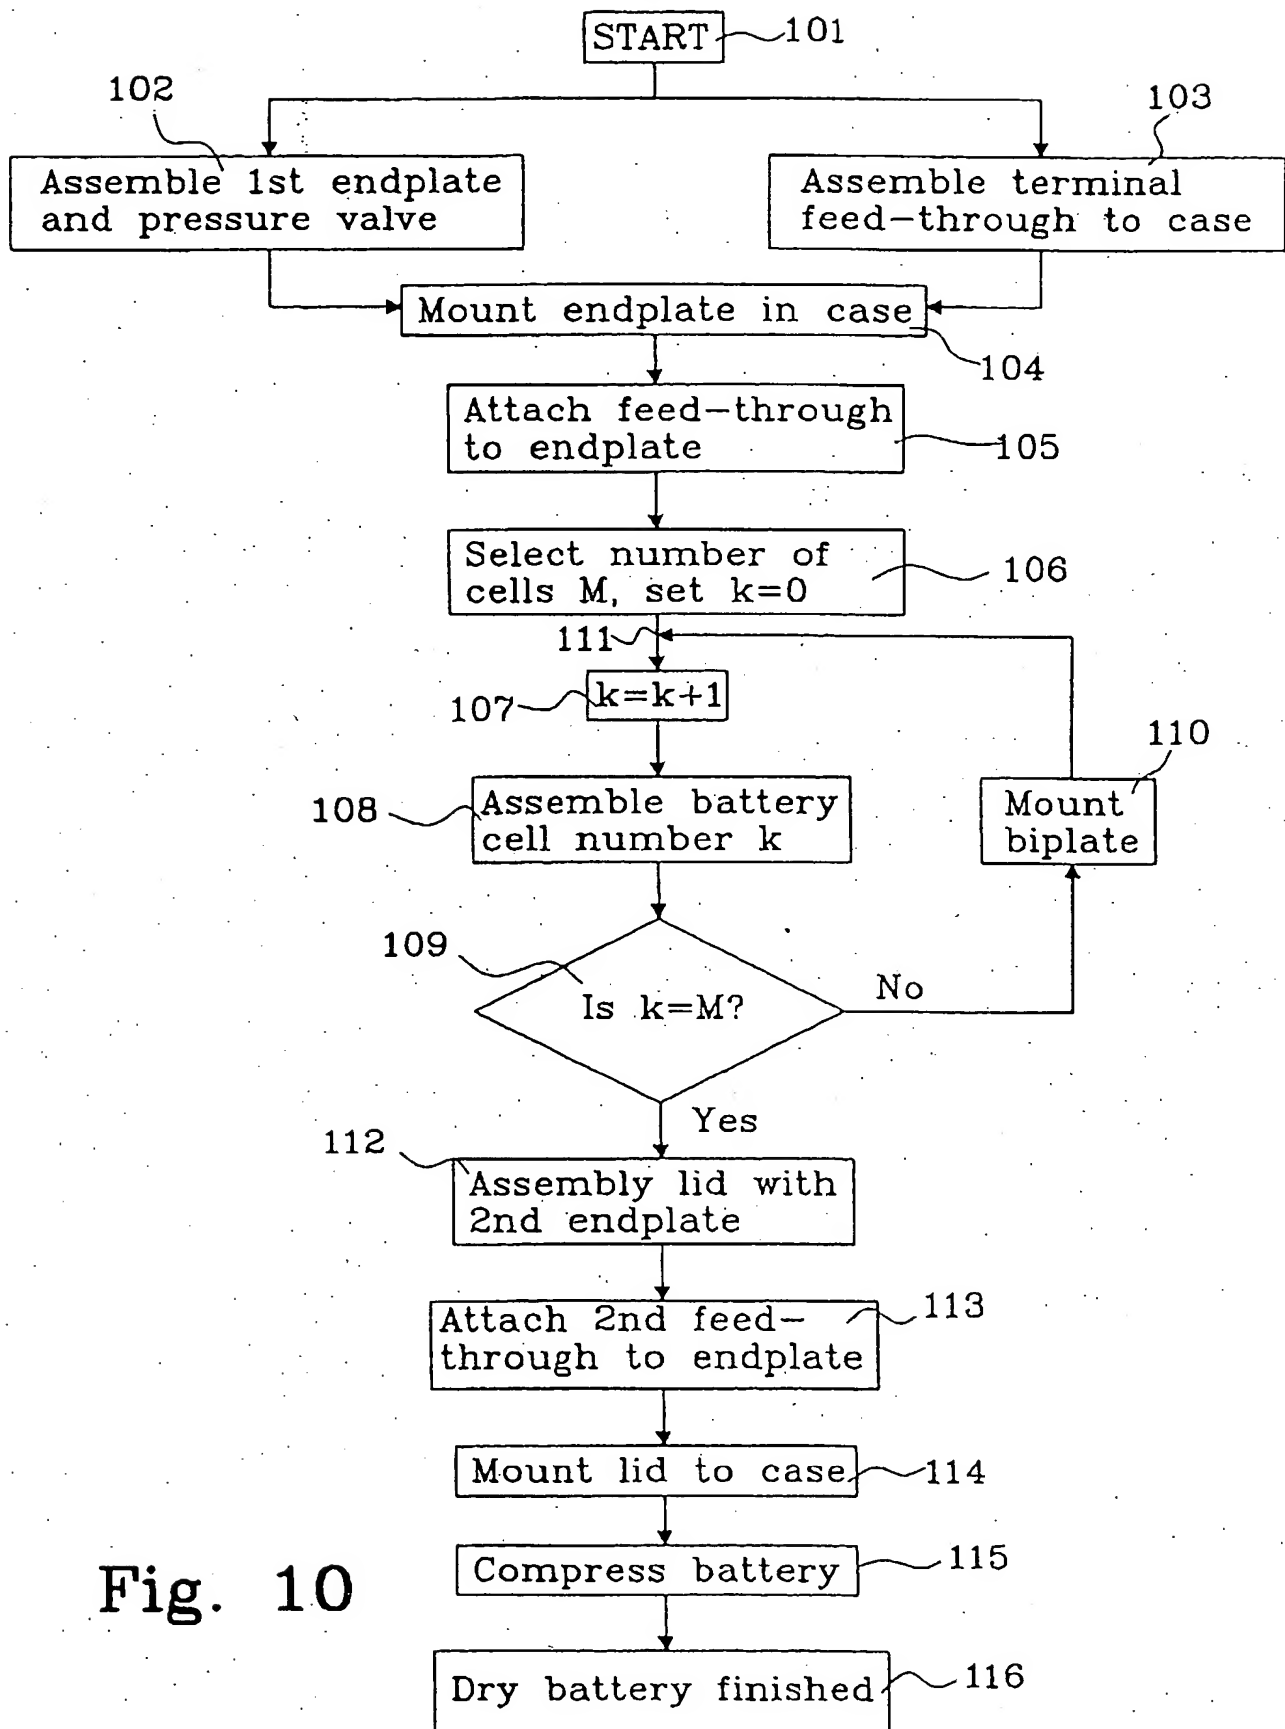 START
101
102
103
Assemble 1st endplate
and pressure valve
Assemble terminal
feed-through to case
Mount endplate in case
104
Attach feed-through
to endplate
105
Select number of
cells M, set k=0
106
111
107
k=k+1
110
108
Assemble battery
cell number k
Mount
biplate
109
Is k=M?
No
Yes
112
Assembly lid with
2nd endplate
Attach 2nd feed-
through to endplate
113
Mount lid to case
114
Compress battery
115
Fig. 10
Dry battery finished
116